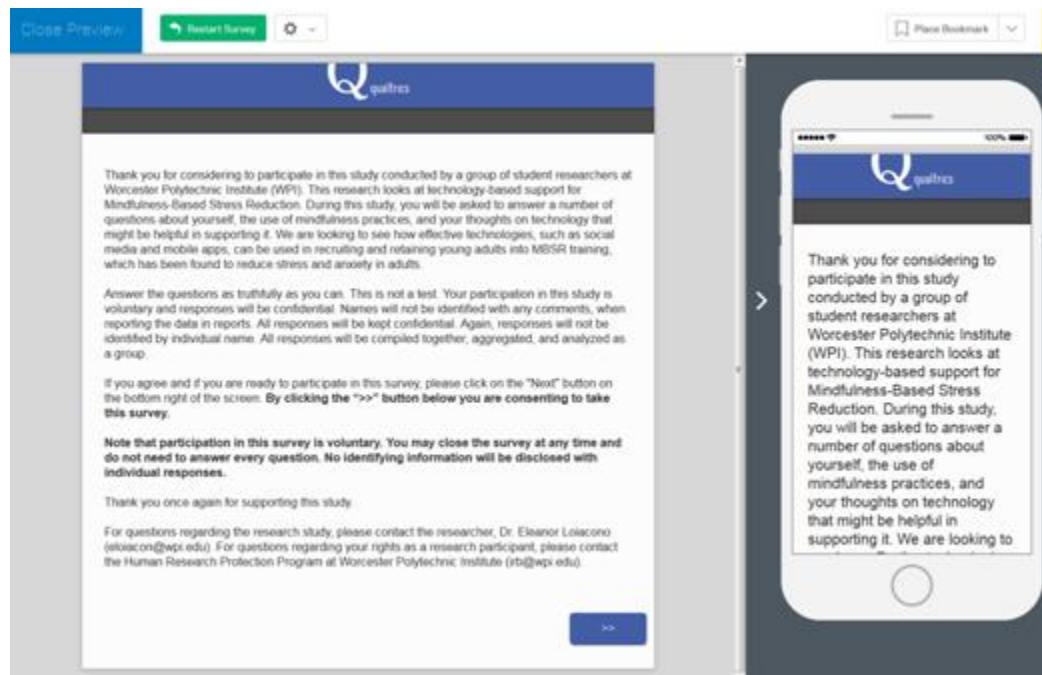 Close Preview
Restart Survey
Place Bookmark
Q qualtrics
Thank you for considering to participate in this study conducted by a group of student researchers at
Worcester Polytechnic Institute (WPI). This research looks at technology-based support for
Mindfulness-Based Stress Reduction. During this study, you will be asked to answer a number of
questions about yourself, the use of mindfulness practices, and your thoughts on technology that
might be helpful in supporting it. We are looking to see how effective technologies, such as social
media and mobile apps, can be used in recruiting and retaining young adults into MBSR training,
which has been found to reduce stress and anxiety in adults.
Answer the questions as truthfully as you can. This is not a test. Your participation in this study is
voluntary and responses will be confidential. Names will not be identified with any comments, when
reporting the data in reports. All responses will be kept confidential. Again, responses will not be
identified by individual name. All responses will be compiled together, aggregated, and analyzed as
a group.
If you agree and if you are ready to participate in this survey, please click on the "Next" button on
the bottom right of the screen. By clicking the ">>" button below you are consenting to take
this survey.
Note that participation in this survey is voluntary. You may close the survey at any time and
do not need to answer every question. No identifying information will be disclosed with
individual responses.
Thank you once again for supporting this study.
For questions regarding the research study, please contact the researcher, Dr. Eleanor Loiacono
(eloiacon@wpi.edu). For questions regarding your rights as a research participant, please contact
the Human Research Protection Program at Worcester Polytechnic Institute (irb@wpi.edu).
>>
100%
Q qualtrics
Thank you for considering to
participate in this study
conducted by a group of
student researchers at
Worcester Polytechnic Institute
(WPI). This research looks at
technology-based support for
Mindfulness-Based Stress
Reduction. During this study,
you will be asked to answer a
number of questions about
yourself, the use of
mindfulness practices, and
your thoughts on technology
that might be helpful in
supporting it. We are looking to